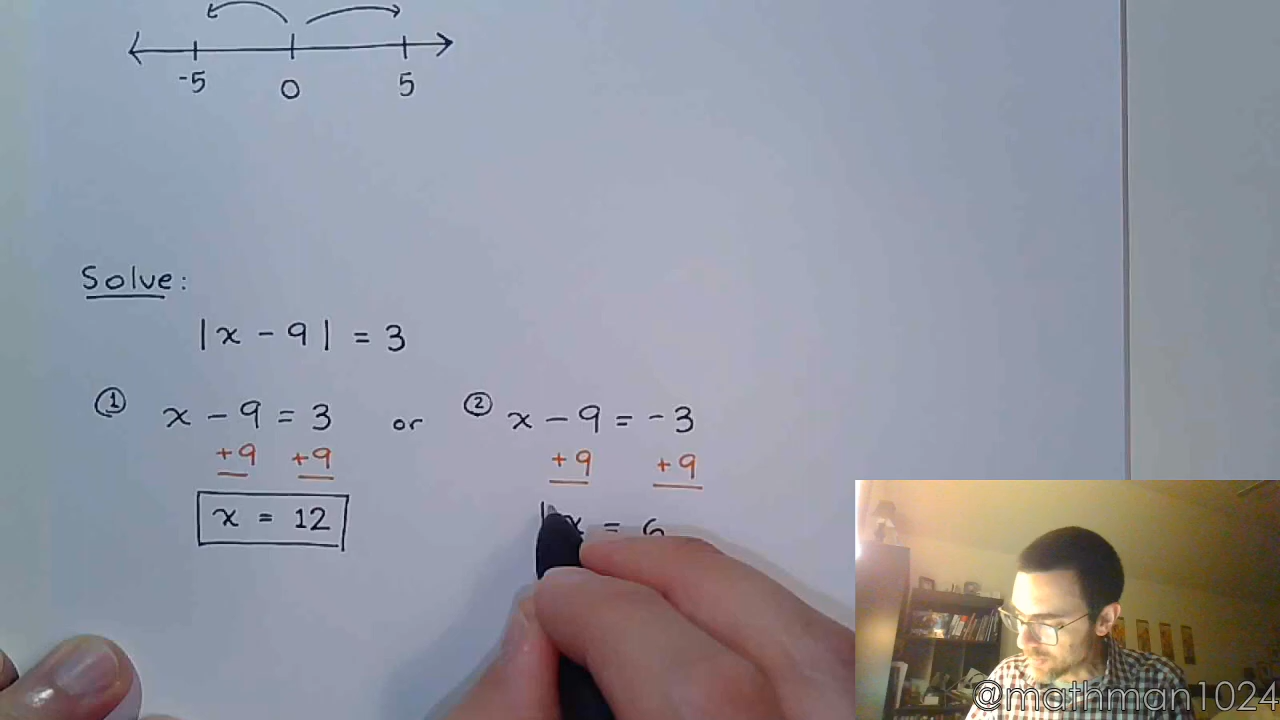 -5 0 5
Solve:
|x - 9| = 3
① x - 9 = 3 or ② x - 9 = -3
+9 +9 +9 +9
x = 12 x = 6
@mathman1024